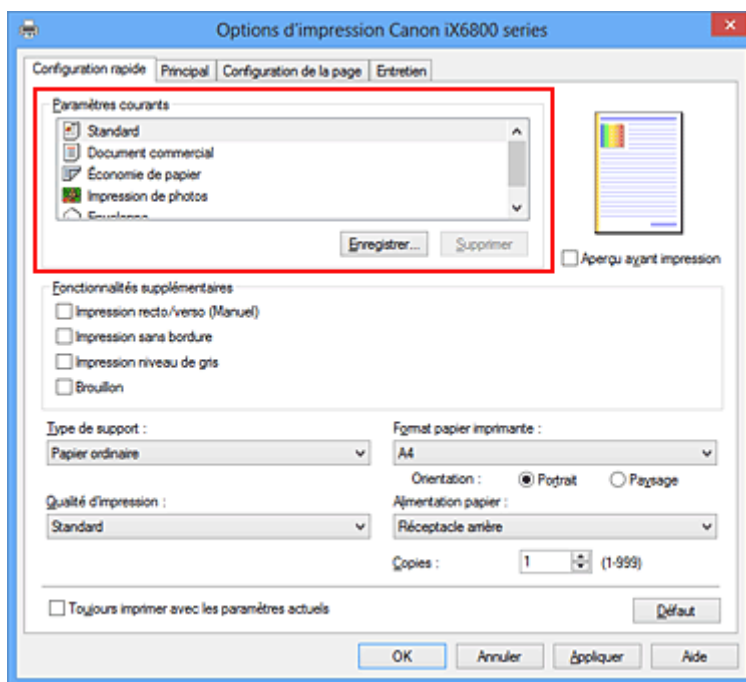 Options d'impression Canon iX6800 series
Configuration rapide Principal Configuration de la page Entretien
Paramètres courants
Standard
Document commercial
Économie de papier
Impression de photos
Enveloppe
Enregistrer... Supprimer
Aperçu avant impression
Fonctionnalités supplémentaires
Impression recto/verso (Manuel)
Impression sans bordure
Impression niveau de gris
Brouillon
Type de support : Format papier imprimante :
Papier ordinaire A4
Orientation : Portrait Paysage
Qualité d'impression : Alimentation papier :
Standard Réceptacle arrière
Copies : 1 (1-999)
Toujours imprimer avec les paramètres actuels Défaut
OK Annuler Appliquer Aide